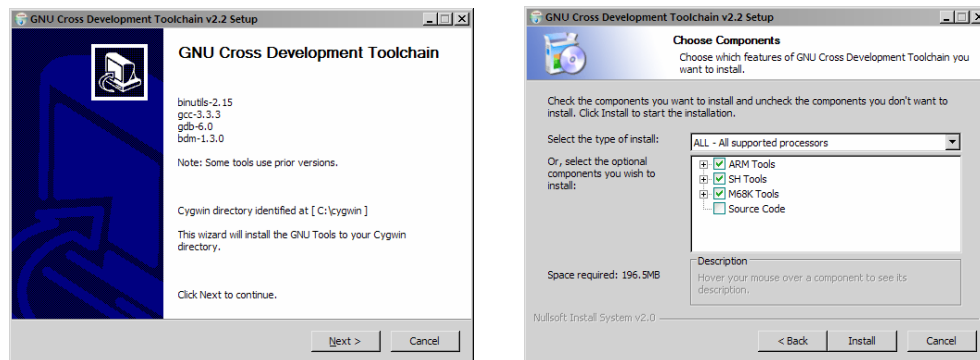 GNU Cross Development Toolchain v2.2 Setup
GNU Cross Development Toolchain
binutils-2.15
gcc-3.3.3
gdb-6.0
bdm-1.3.0
Note: Some tools use prior versions.
Cygwin directory identified at [ C:\cygwin ]
This wizard will install the GNU Tools to your Cygwin
directory.
Click Next to continue.
Next >
Cancel
GNU Cross Development Toolchain v2.2 Setup
Choose Components
Choose which features of GNU Cross Development Toolchain you
want to install.
Check the components you want to install and uncheck the components you don't want to
install. Click Install to start the installation.
Select the type of install:
ALL - All supported processors
Or, select the optional
components you wish to
install:
ARM Tools
SH Tools
M68K Tools
Source Code
Space required: 196.5MB
Description
Hover your mouse over a component to see its
description.
Nullsoft Install System v2.0
< Back
Install
Cancel